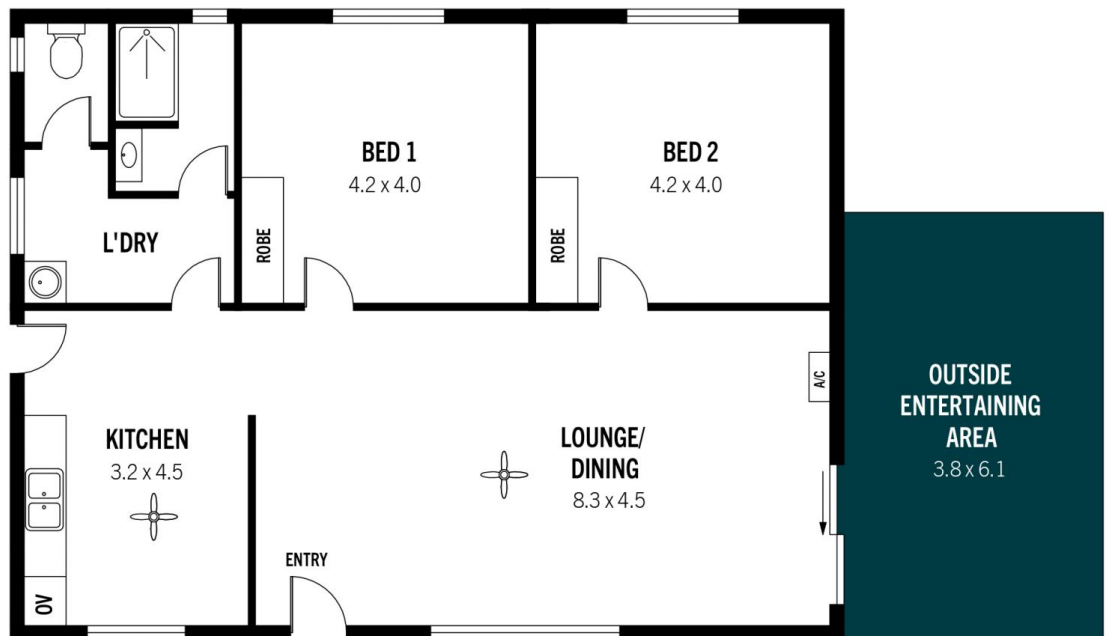 BED 1
4.2 x 4.0
BED 2
4.2 x 4.0
L'DRY
ROBE
ROBE
A/C
OUTSIDE
ENTERTAINING
AREA
3.8 x 6.1
KITCHEN
3.2 x 4.5
LOUNGE/
DINING
8.3 x 4.5
ENTRY
OV